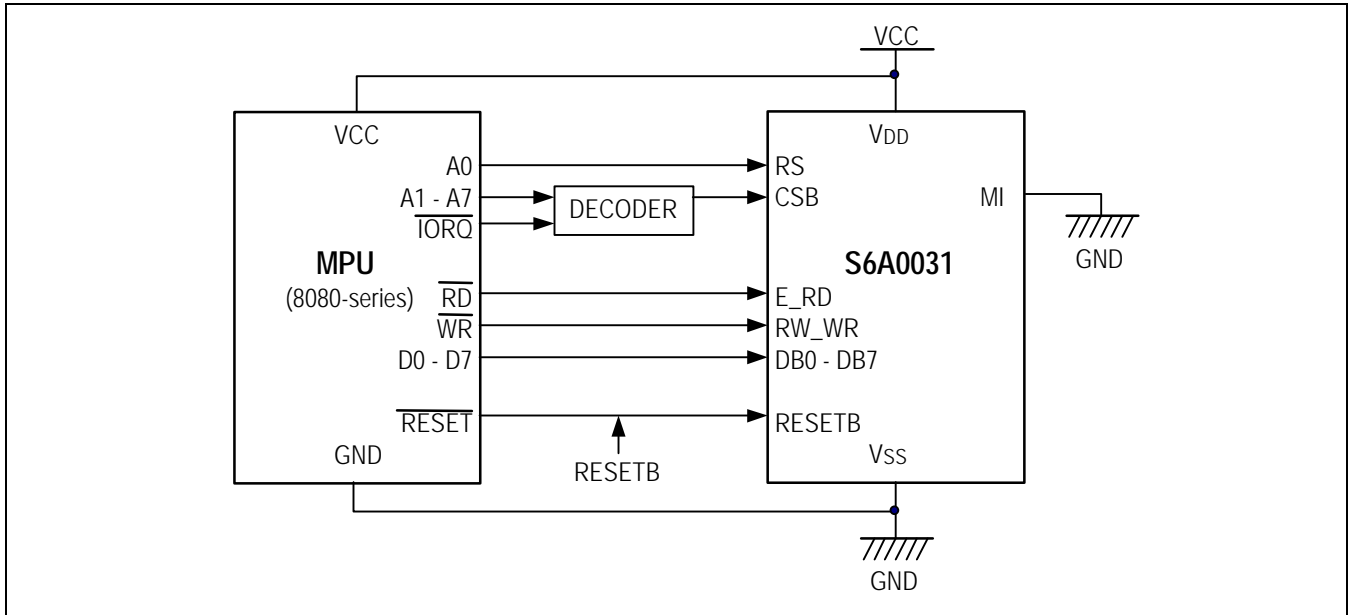 VCC
VCC
VDD
A0
RS
A1 - A7
DECODER
CSB
MI
IORQ
MPU
(8080-series)
S6A0031
GND
RD
E_RD
WR
RW_WR
D0 - D7
DB0 - DB7
RESET
RESETB
GND
RESETB
VSS
GND